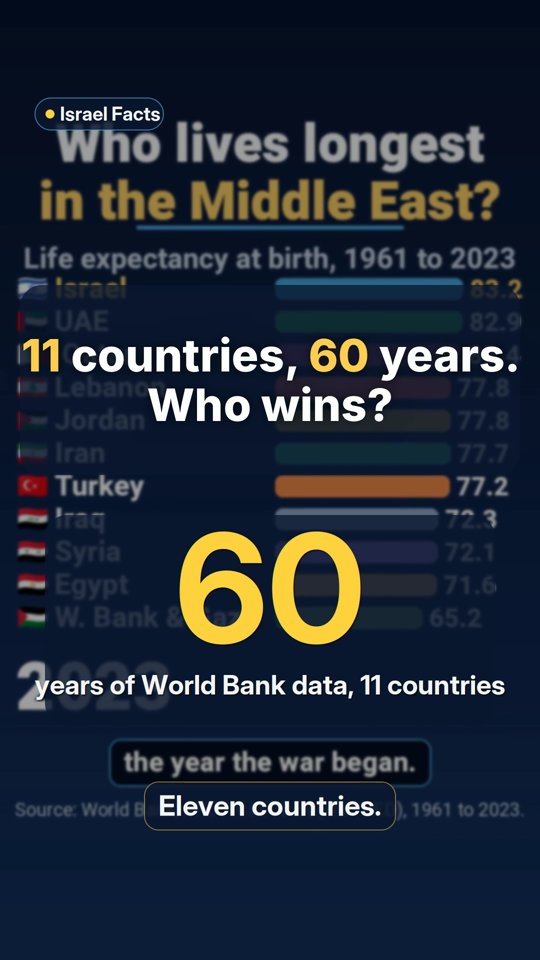 Israel Facts
Who lives longest
in the Middle East?
Life expectancy at birth, 1961 to 2023
Israel 83.2
UAE 82.9
11 countries, 60 years.
Who wins?
Lebanon 77.8
Jordan 77.8
Iran 77.7
Turkey 77.2
Iraq 72.3
60
Syria 72.1
Egypt 71.6
W. Bank & 65.2
2023
years of World Bank data, 11 countries
the year the war began.
Eleven countries.
Source: World B ), 1961 to 2023.